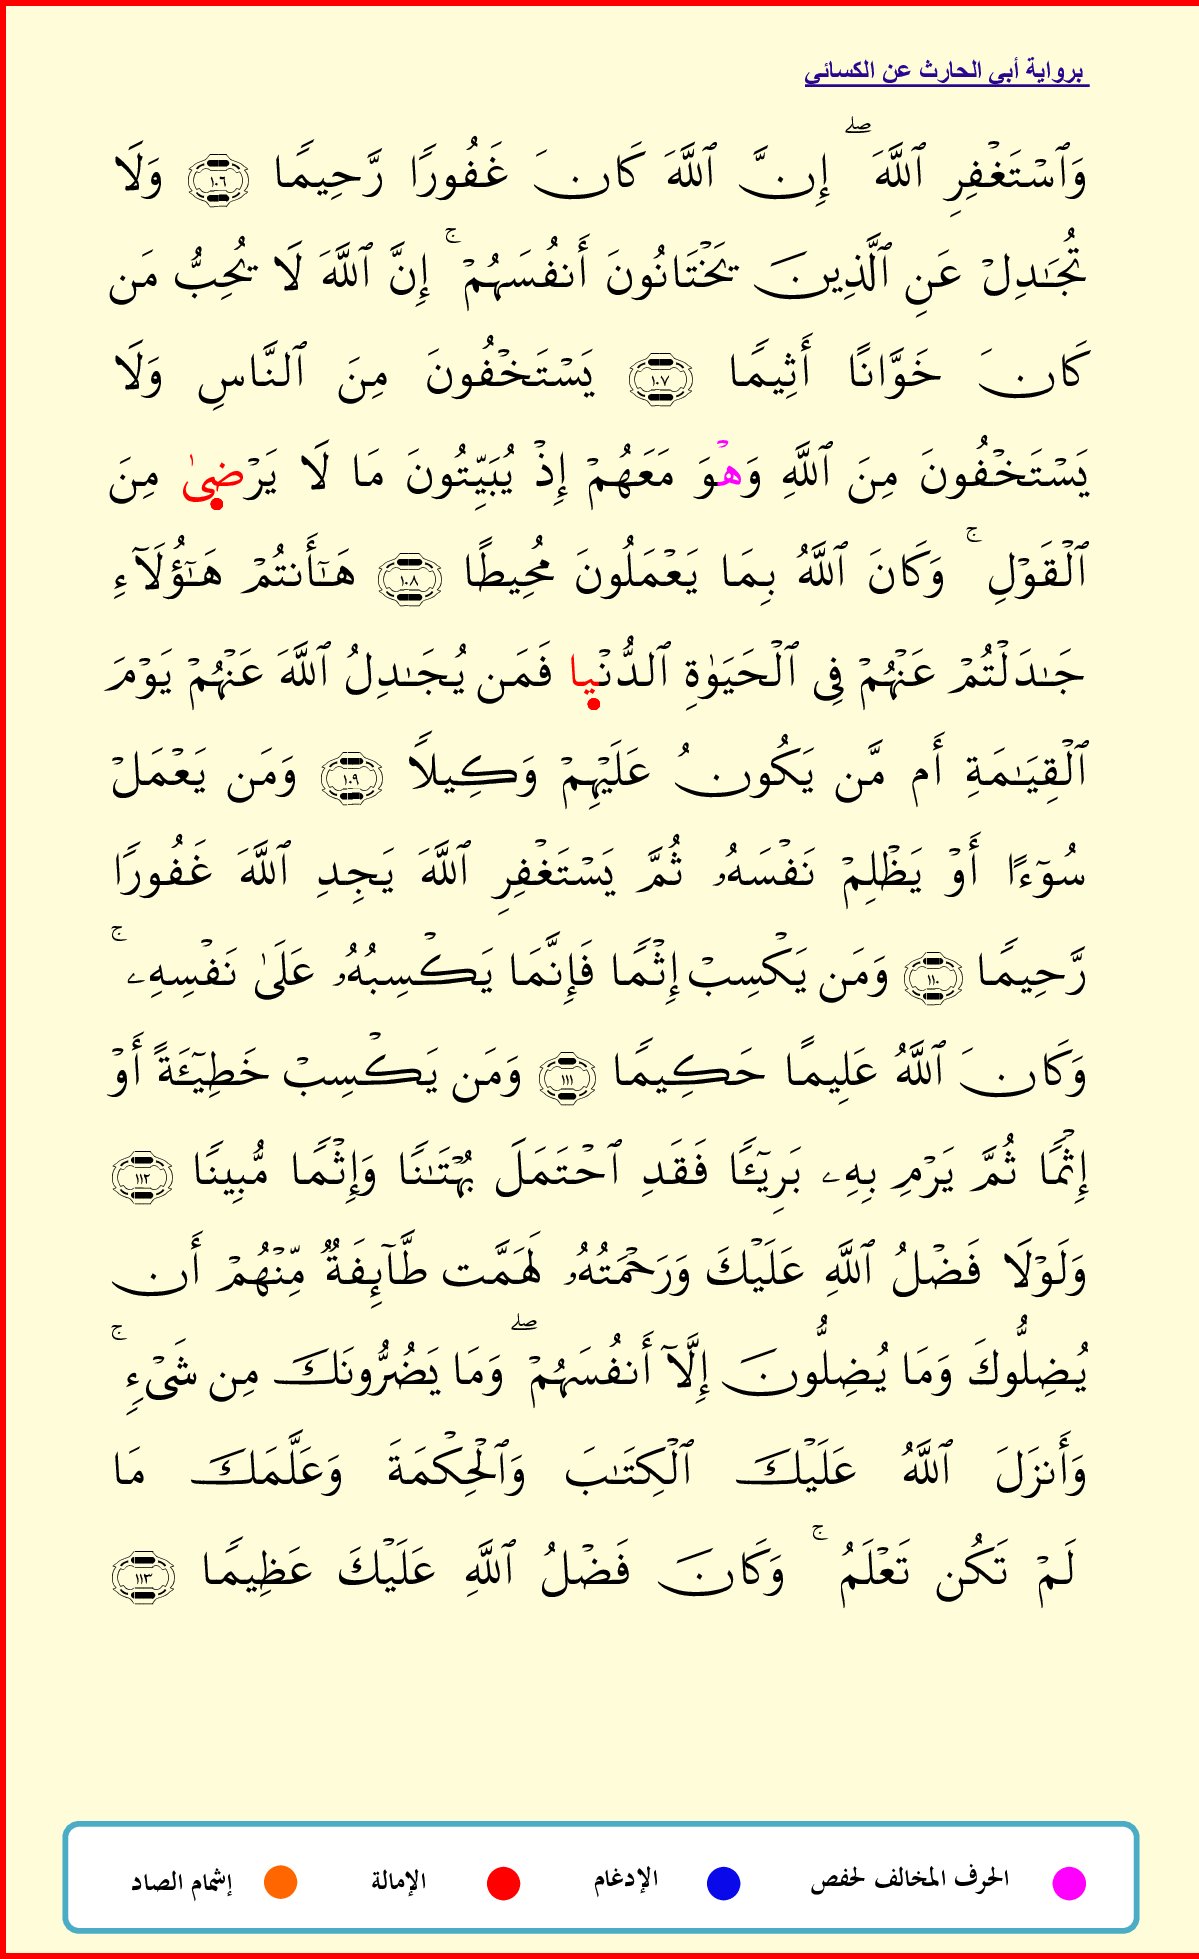 برواية أبي الحارث عن الكسائي
وَٱسْتَغْفِرِ ٱللَّهَ ۖ إِنَّ ٱللَّهَ كَانَ غَفُورًا رَّحِيمًا ١٠٦ وَلَا
تُجَـٰدِلْ عَنِ ٱلَّذِينَ يَخْتَانُونَ أَنفُسَهُمْ ۚ إِنَّ ٱللَّهَ لَا يُحِبُّ مَن
كَانَ خَوَّانًا أَثِيمًا ١٠٧ يَسْتَخْفُونَ مِنَ ٱلنَّاسِ وَلَا
يَسْتَخْفُونَ مِنَ ٱللَّهِ وَهْوَ مَعَهُمْ إِذْ يُبَيِّتُونَ مَا لَا يَرْضىٰ مِنَ
ٱلْقَوْلِ ۚ وَكَانَ ٱللَّهُ بِمَا يَعْمَلُونَ مُحِيطًا ١٠٨ هَـٰٓأَنتُمْ هَـٰٓؤُلَآءِ
جَـٰدَلْتُمْ عَنْهُمْ فِى ٱلْحَيَوٰةِ ٱلدُّنْيا فَمَن يُجَـٰدِلُ ٱللَّهَ عَنْهُمْ يَوْمَ
ٱلْقِيَـٰمَةِ أَم مَّن يَكُونُ عَلَيْهِمْ وَكِيلًا ١٠٩ وَمَن يَعْمَلْ
سُوٓءًا أَوْ يَظْلِمْ نَفْسَهُۥ ثُمَّ يَسْتَغْفِرِ ٱللَّهَ يَجِدِ ٱللَّهَ غَفُورًا
رَّحِيمًا ١١٠ وَمَن يَكْسِبْ إِثْمًا فَإِنَّمَا يَكْسِبُهُۥ عَلَىٰ نَفْسِهِۦ ۚ
وَكَانَ ٱللَّهُ عَلِيمًا حَكِيمًا ١١١ وَمَن يَكْسِبْ خَطِيٓـَٔةً أَوْ
إِثْمًا ثُمَّ يَرْمِ بِهِۦ بَرِيٓـًٔا فَقَدِ ٱحْتَمَلَ بُهْتَـٰنًا وَإِثْمًا مُّبِينًا ١١٢
وَلَوْلَا فَضْلُ ٱللَّهِ عَلَيْكَ وَرَحْمَتُهُۥ لَهَمَّت طَّآئِفَةٌ مِّنْهُمْ أَن
يُضِلُّوكَ وَمَا يُضِلُّونَ إِلَّآ أَنفُسَهُمْ ۖ وَمَا يَضُرُّونَكَ مِن شَىْءٍ ۚ
وَأَنزَلَ ٱللَّهُ عَلَيْكَ ٱلْكِتَـٰبَ وَٱلْحِكْمَةَ وَعَلَّمَكَ مَا
لَمْ تَكُن تَعْلَمُ ۚ وَكَانَ فَضْلُ ٱللَّهِ عَلَيْكَ عَظِيمًا ١١٣
الحرف المخالف لحفص الإدغام الإمالة إشمام الصاد